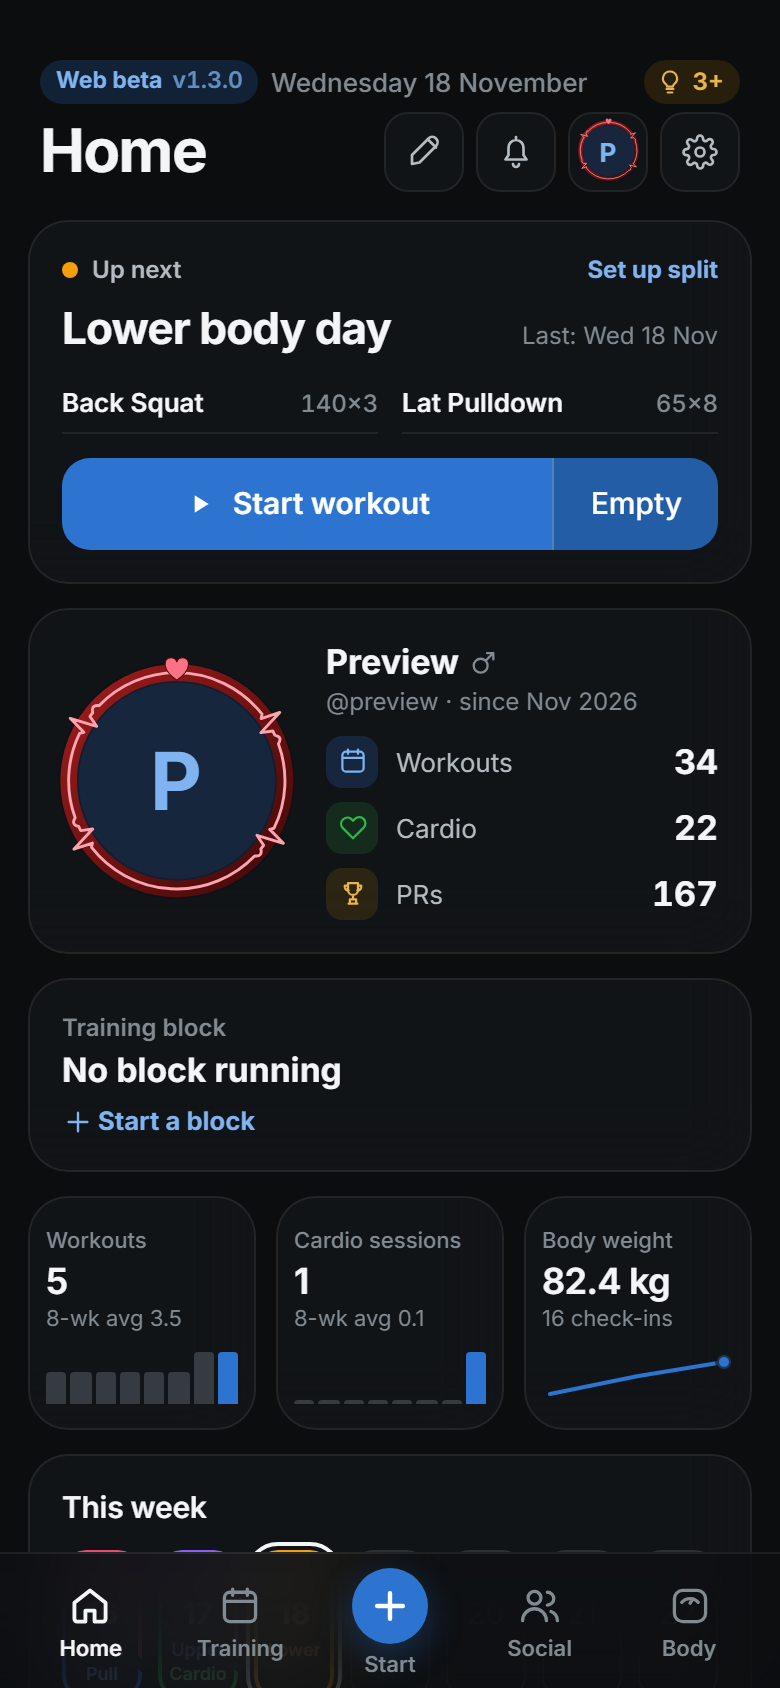 Web beta v1.3.0 Wednesday 18 November 3+
Home
P
Up next Set up split
Lower body day Last: Wed 18 Nov
Back Squat 140×3 Lat Pulldown 65×8
Start workout Empty
P
Preview
@preview · since Nov 2026
Workouts 34
Cardio 22
PRs 167
Training block
No block running
Start a block
Workouts
5
8-wk avg 3.5
Cardio sessions
1
8-wk avg 0.1
Body weight
82.4 kg
16 check-ins
This week
17 18
Home Training Start Social Body
Pull Cardio